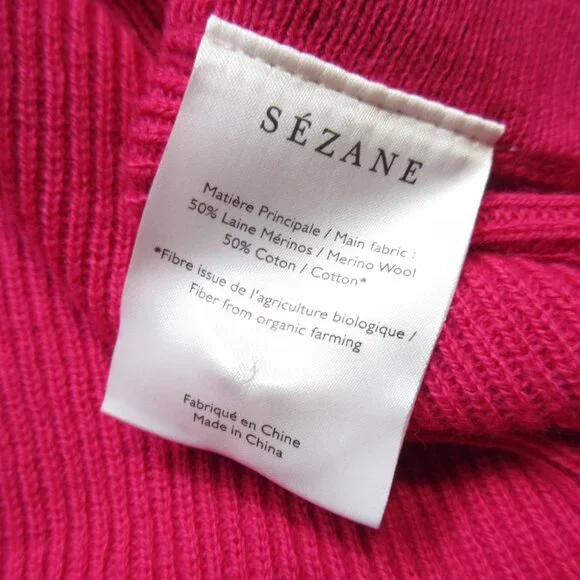 SÉZANE
Matière Principale / Main fabric :
50% Laine Mérinos / Merino Wool
50% Coton / Cotton*
*Fibre issue de l'agriculture biologique /
Fiber from organic farming
Fabriqué en Chine
Made in China